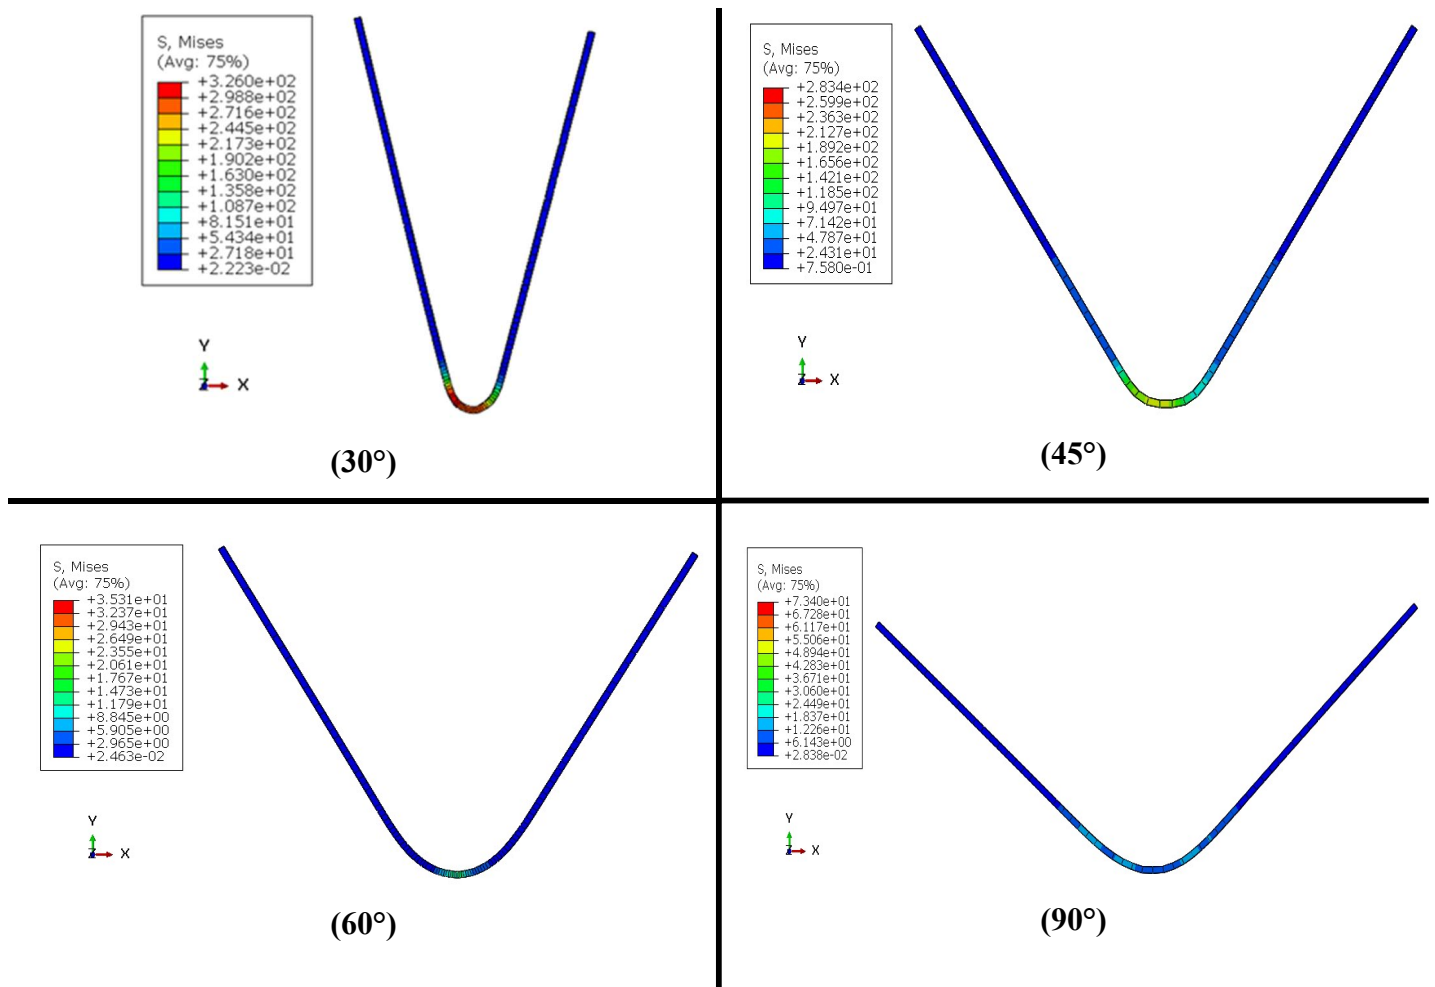 S, Mises
(Avg: 75%)
+3.260e+02
+2.988e+02
+2.716e+02
+2.445e+02
+2.173e+02
+1.902e+02
+1.630e+02
+1.358e+02
+1.087e+02
+8.151e+01
+5.434e+01
+2.718e+01
+2.223e-02
Y
Z X
(30°)
S, Mises
(Avg: 75%)
+2.834e+02
+2.599e+02
+2.363e+02
+2.127e+02
+1.892e+02
+1.656e+02
+1.421e+02
+1.185e+02
+9.497e+01
+7.142e+01
+4.787e+01
+2.431e+01
+7.580e-01
Y
Z X
(45°)
S, Mises
(Avg: 75%)
+3.531e+01
+3.237e+01
+2.943e+01
+2.649e+01
+2.355e+01
+2.061e+01
+1.767e+01
+1.473e+01
+1.179e+01
+8.845e+00
+5.905e+00
+2.965e+00
+2.463e-02
Y
Z X
(60°)
S, Mises
(Avg: 75%)
+7.340e+01
+6.728e+01
+6.117e+01
+5.506e+01
+4.894e+01
+4.283e+01
+3.671e+01
+3.060e+01
+2.449e+01
+1.837e+01
+1.226e+01
+6.143e+00
+2.838e-02
Y
Z X
(90°)